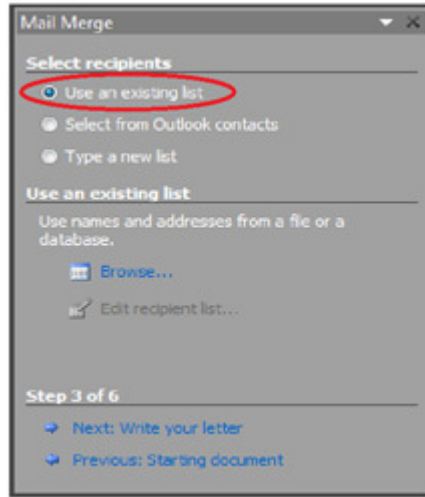 Mail Merge
Select recipients
Use an existing list
Select from Outlook contacts
Type a new list
Use an existing list
Use names and addresses from a file or a
database.
Browse...
Edit recipient list...
Step 3 of 6
Next: Write your letter
Previous: Starting document